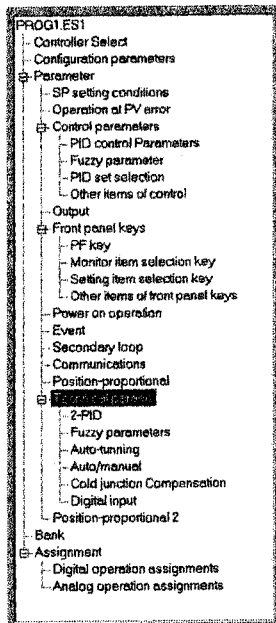 PROG1.ES1
Controller Select
Configuration parameters
Parameter
SP setting conditions
Operation at PV error
Control parameters
PID control Parameters
Fuzzy parameter
PID set selection
Other items of control
Output
Front panel keys
PF key
Monitor item selection key
Setting item selection key
Other items of front panel keys
Power on operation
Event
Secondary loop
Communications
Position-proportional
2-PID
Fuzzy parameters
Auto-tunning
Auto/manual
Cold junction Compensation
Digital input
Position-proportional 2
Bank
Assignment
Digital operation assignments
Analog operation assignments